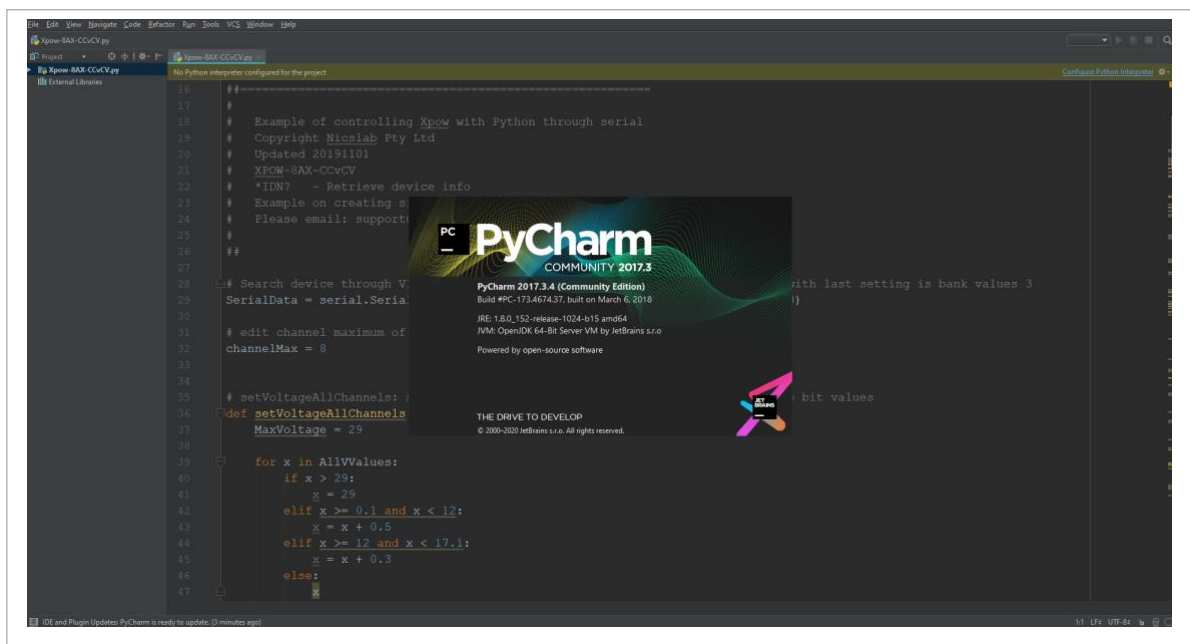 File Edit View Navigate Code Refactor Run Tools VCS Window Help
Xpow-8AX-CCvCV.py
Project
Xpow-8AX-CCvCV.py
No Python interpreter configured for the project
Configure Python Interpreter
Xpow-8AX-CCvCV.py
External Libraries
16 ##==========================================================
17 #
18 # Example of controlling Xpow with Python through serial
19 # Copyright Nicslab Pty Ltd
20 # Updated 20191101
21 # XPOW-8AX-CCvCV
22 # *IDN? - Retrieve device info
23 # Example on creating
24 # Please email:
25 #
26 ##
27
28 # Search device through ith last setting is bank values 3
29 SerialData = serial.Seria )
30
31 # edit channel maximum of
32 channelMax = 8
33
34
35 # setVoltageAllChannels: bit values
36 def setVoltageAllChannels
37 MaxVoltage = 29
38
39 for x in AllVValues:
40 if x > 29:
41 x = 29
42 elif x >= 0.1 and x < 12:
43 x = x + 0.5
44 elif x >= 12 and x < 17.1:
45 x = x + 0.3
46 else:
47 x
PC
PyCharm
COMMUNITY 2017.3
PyCharm 2017.3.4 (Community Edition)
Build #PC-173.4674.37, built on March 6, 2018
JRE: 1.8.0_152-release-1024-b15 amd64
JVM: OpenJDK 64-Bit Server VM by JetBrains s.r.o
Powered by open-source software
THE DRIVE TO DEVELOP
© 2000–2020 JetBrains s.r.o. All rights reserved.
JET
BRAINS
IDE and Plugin Updates: PyCharm is ready to update. (3 minutes ago)
1:1 LF÷ UTF-8÷